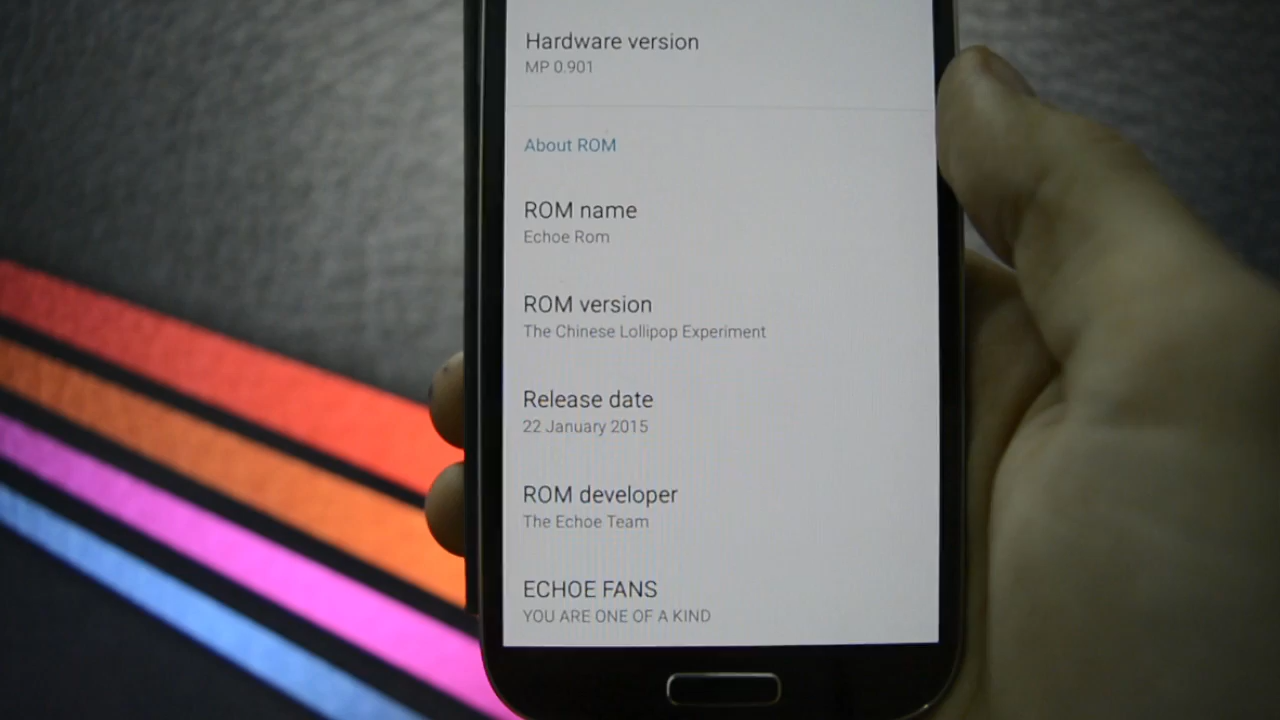 Hardware version
MP 0.901
About ROM
ROM name
Echoe Rom
ROM version
The Chinese Lollipop Experiment
Release date
22 January 2015
ROM developer
The Echoe Team
ECHOE FANS
YOU ARE ONE OF A KIND